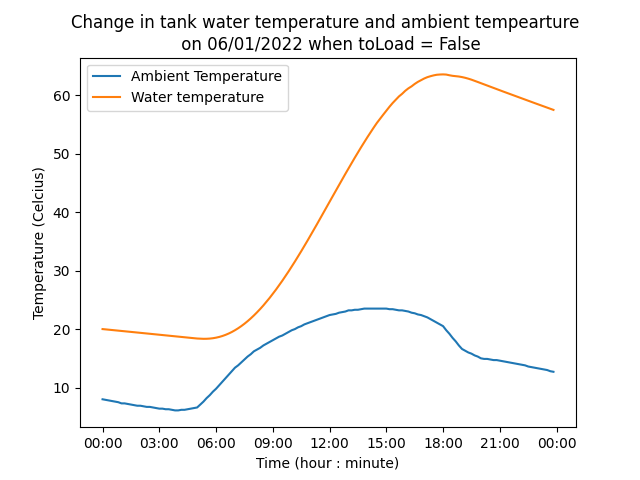 Change in tank water temperature and ambient tempearture
on 06/01/2022 when toLoad = False
Ambient Temperature
Water temperature
Temperature (Celcius)
60
50
40
30
20
10
00:00 03:00 06:00 09:00 12:00 15:00 18:00 21:00 00:00
Time (hour : minute)